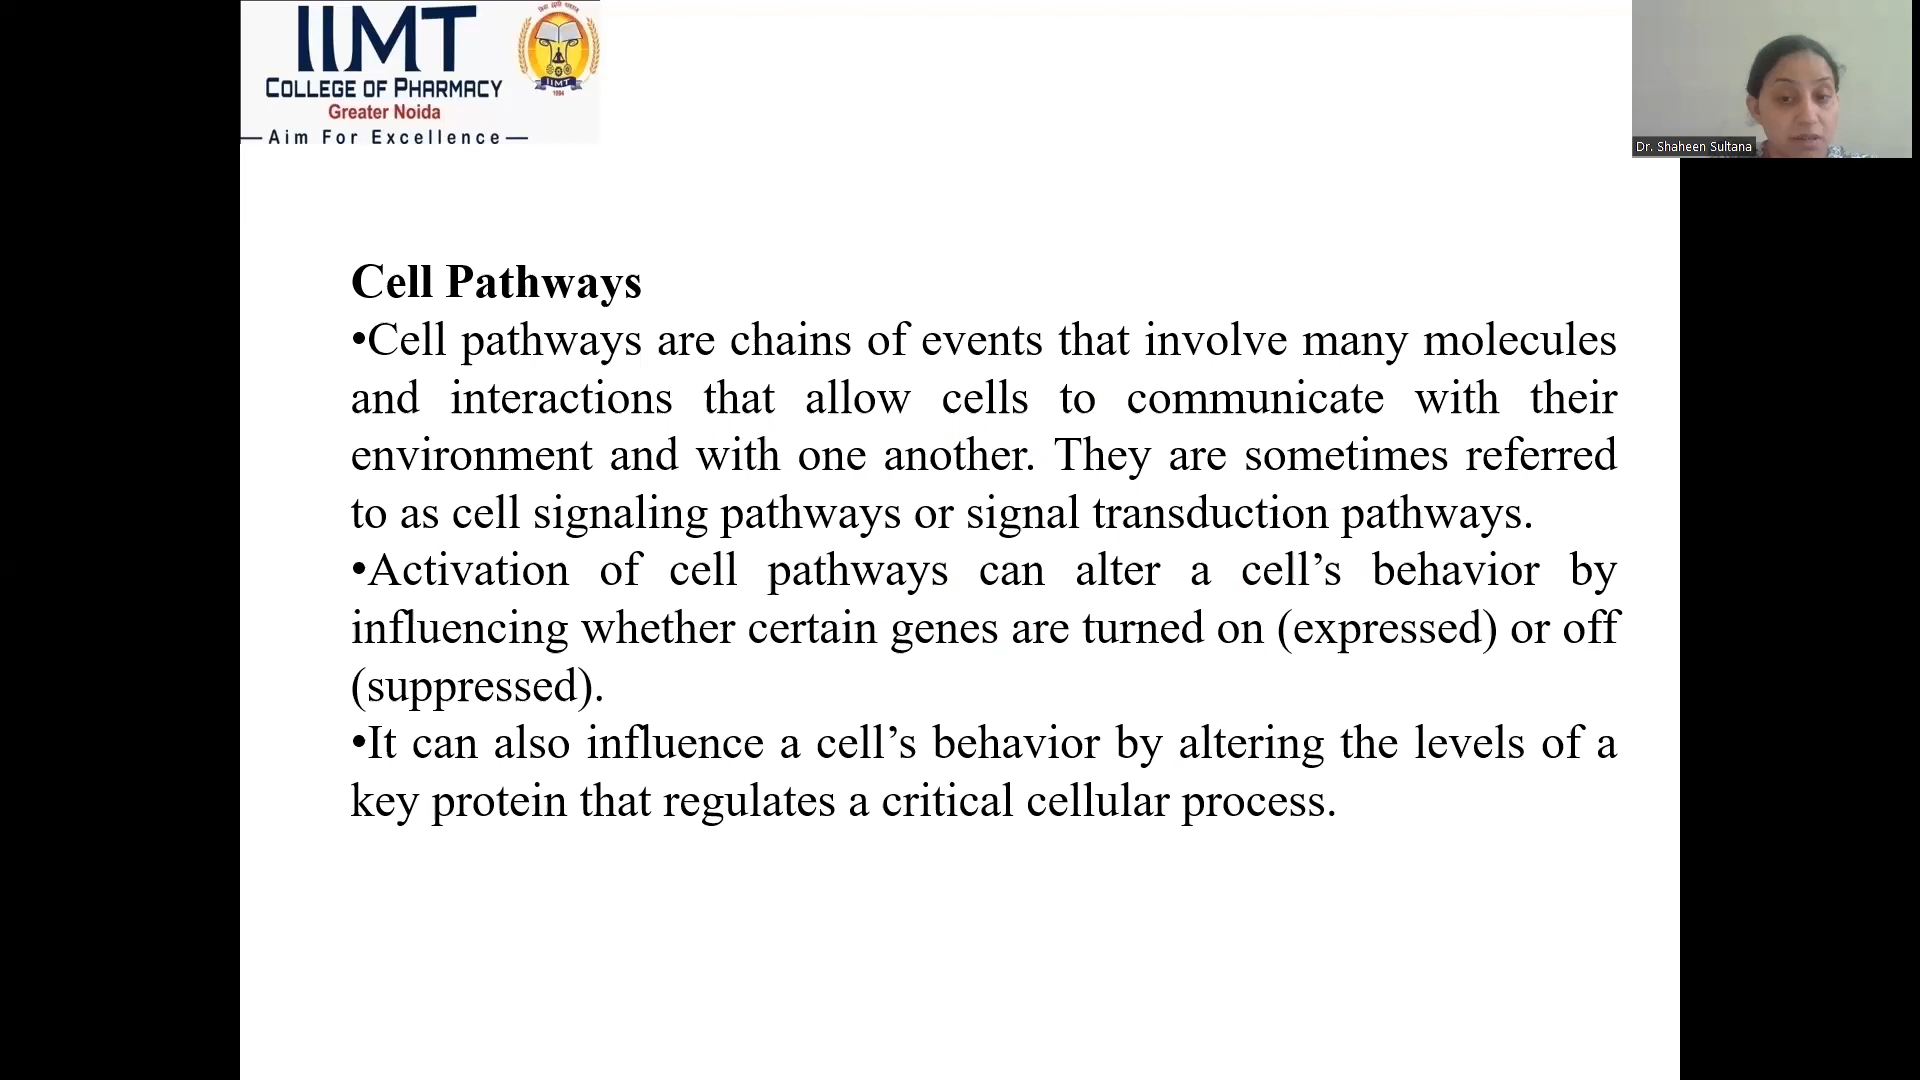 IIMT
COLLEGE OF PHARMACY
Greater Noida
Aim For Excellence
IIMT
1994
Dr. Shaheen Sultana
Cell Pathways
•Cell pathways are chains of events that involve many molecules
and interactions that allow cells to communicate with their
environment and with one another. They are sometimes referred
to as cell signaling pathways or signal transduction pathways.
•Activation of cell pathways can alter a cell’s behavior by
influencing whether certain genes are turned on (expressed) or off
(suppressed).
•It can also influence a cell’s behavior by altering the levels of a
key protein that regulates a critical cellular process.